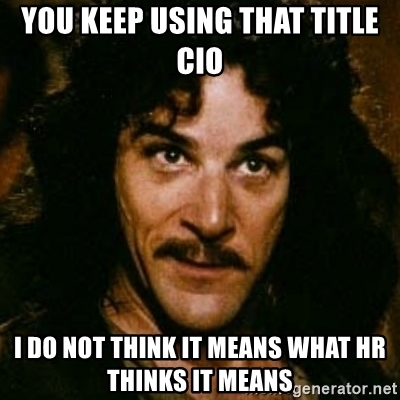 YOU KEEP USING THAT TITLE
CIO
I DO NOT THINK IT MEANS WHAT HR
THINKS IT MEANS
generator.net